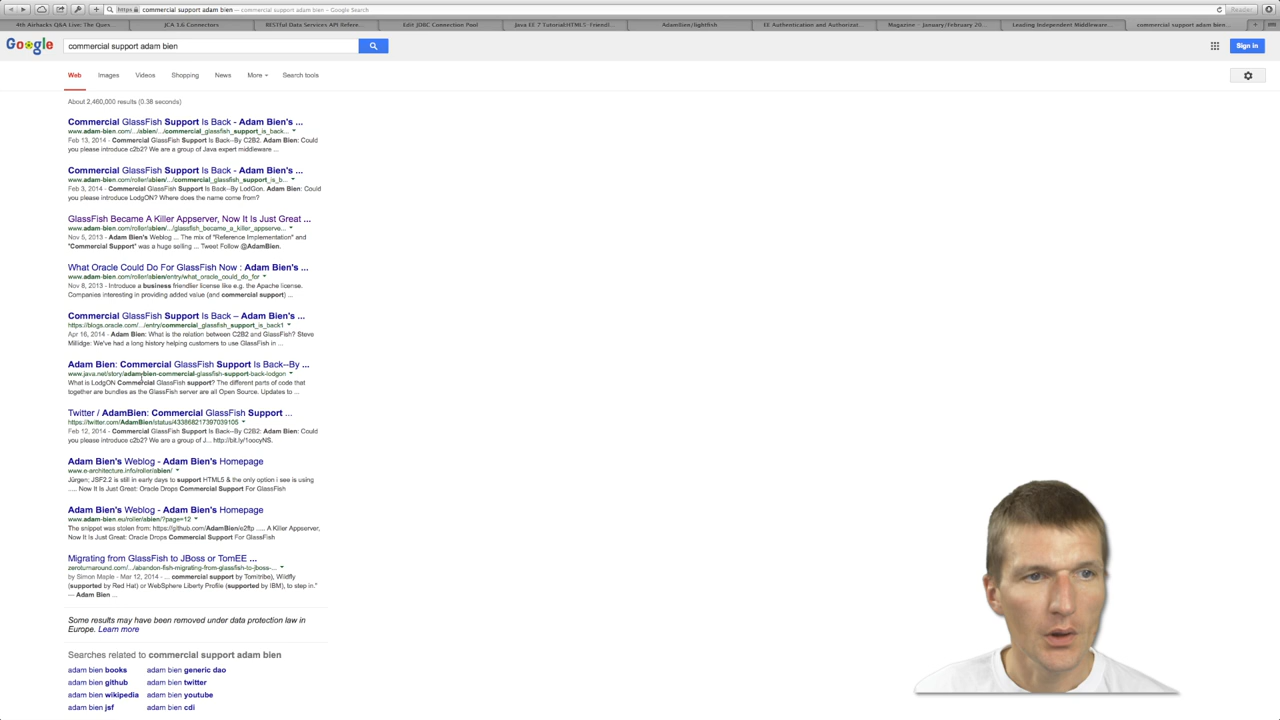 commercial support adam bien — commercial support adam bien – Google Search
https
Reader
4th Airhacks Q&A Live: The Ques...
JCA 1.6 Connectors
RESTful Data Services API Refere...
Edit JDBC Connection Pool
Java EE 7 Tutorial:HTML5-Friendl...
AdamBien/lightfish
EE Authentication and Authorizat...
Magazine - January/February 20...
Leading Independent Middleware...
commercial support adam bien...
Google
commercial support adam bien
Sign in
Web
Images
Videos
Shopping
News
More
Search tools
About 2,460,000 results (0.38 seconds)
Commercial GlassFish Support Is Back - Adam Bien's ...
www.adam-bien.com/.../abien/.../commercial_glassfish_support_is_back...
Feb 13, 2014 - Commercial GlassFish Support Is Back--By C2B2. Adam Bien: Could
you please introduce c2b2? We are a group of Java expert middleware ...
Commercial GlassFish Support Is Back - Adam Bien's ...
www.adam-bien.com/roller/abien/.../commercial_glassfish_support_is_b...
Feb 3, 2014 - Commercial GlassFish Support Is Back--By LodGon. Adam Bien: Could
you please introduce LodgON? Where does the name come from?
GlassFish Became A Killer Appserver, Now It Is Just Great ...
www.adam-bien.com/roller/abien/.../glassfish_became_a_killer_appserve...
Nov 5, 2013 - Adam Bien's Weblog ... The mix of "Reference Implementation" and
"Commercial Support" was a huge selling ... Tweet Follow @AdamBien.
What Oracle Could Do For GlassFish Now : Adam Bien's ...
www.adam-bien.com/roller/abien/entry/what_oracle_could_do_for
Nov 8, 2013 - Introduce a business friendlier license like e.g. the Apache license.
Companies interesting in providing added value (and commercial support) ...
Commercial GlassFish Support Is Back – Adam Bien's ...
https://blogs.oracle.com/.../entry/commercial_glassfish_support_is_back1
Apr 16, 2014 - Adam Bien: What is the relation between C2B2 and GlassFish? Steve
Millidge: We've had a long history helping customers to use GlassFish in ...
Adam Bien: Commercial GlassFish Support Is Back--By ...
www.java.net/story/adam-bien-commercial-glassfish-support-back-lodgon
What is LodgON Commercial GlassFish support? The different parts of code that
together are bundles as the GlassFish server are all Open Source. Updates to ...
Twitter / AdamBien: Commercial GlassFish Support ...
https://twitter.com/AdamBien/status/433868217397039105
Feb 12, 2014 - Commercial GlassFish Support Is Back--By C2B2. Adam Bien: Could
you please introduce c2b2? We are a group of J... http://bit.ly/1oocyNS.
Adam Bien's Weblog - Adam Bien's Homepage
www.e-architecture.info/roller/abien/
Jürgen; JSF2.2 is still in early days to support HTML5 & the only option i see is using
..... Now It Is Just Great: Oracle Drops Commercial Support For GlassFish
Adam Bien's Weblog - Adam Bien's Homepage
www.adam-bien.eu/roller/abien/?page=12
The snippet was stolen from: https://github.com/AdamBien/e2ftp ..... A Killer Appserver,
Now It Is Just Great: Oracle Drops Commercial Support For GlassFish
Migrating from GlassFish to JBoss or TomEE ...
zeroturnaround.com/.../abandon-fish-migrating-from-glassfish-to-jboss-...
by Simon Maple - Mar 12, 2014 - ... commercial support by Tomitribe), Wildfly
(supported by Red Hat) or WebSphere Liberty Profile (supported by IBM), to step in."
— Adam Bien ...
Some results may have been removed under data protection law in
Europe. Learn more
Searches related to commercial support adam bien
adam bien books
adam bien generic dao
adam bien github
adam bien twitter
adam bien wikipedia
adam bien youtube
adam bien jsf
adam bien cdi